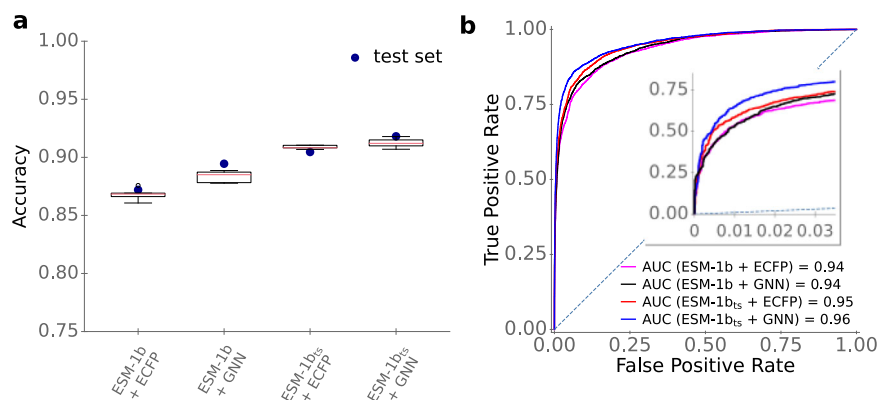 a
1.00
0.95
0.90
0.85
0.80
0.75
Accuracy
test set
ESM-1b
+ ECFP
ESM-1b
+ GNN
ESM-1bts
+ ECFP
ESM-1bts
+ GNN
b
1.00
0.75
0.50
0.25
0.00
True Positive Rate
0.00
0.25
0.50
0.75
1.00
False Positive Rate
0.75
0.50
0.25
0.00
0
0.01
0.02
0.03
AUC (ESM-1b + ECFP) = 0.94
AUC (ESM-1b + GNN) = 0.94
AUC (ESM-1bts + ECFP) = 0.95
AUC (ESM-1bts + GNN) = 0.96